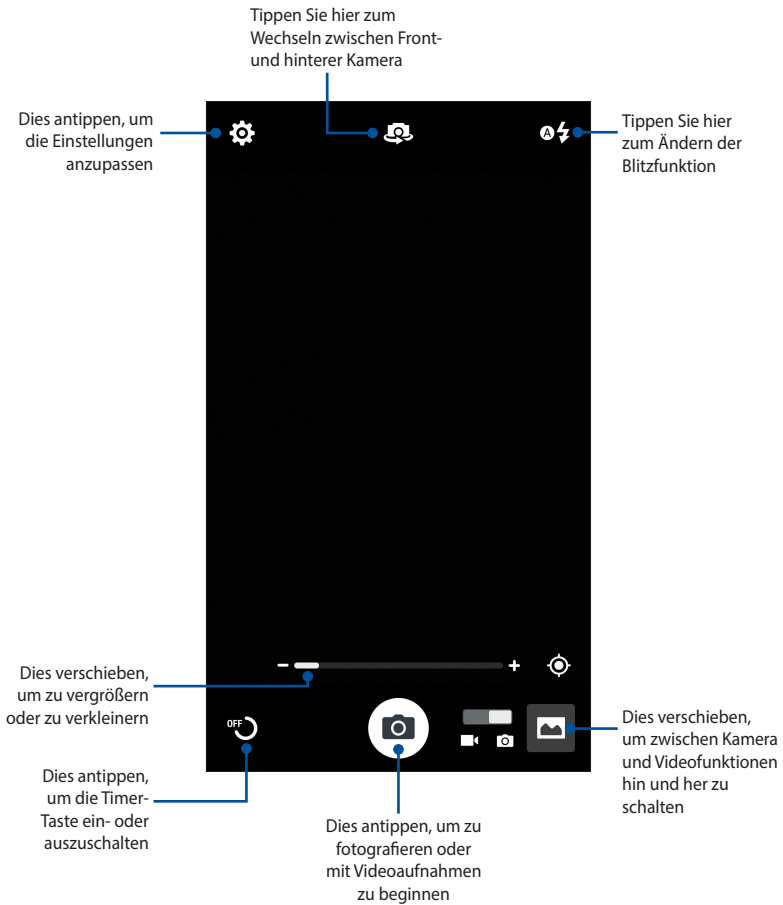 Tippen Sie hier zum
Wechseln zwischen Front-
und hinterer Kamera
Dies antippen, um
die Einstellungen
anzupassen
A
Tippen Sie hier
zum Ändern der
Blitzfunktion
Dies verschieben,
um zu vergrößern
oder zu verkleinern
OFF
Dies verschieben,
um zwischen Kamera
und Videofunktionen
hin und her zu
schalten
Dies antippen,
um die Timer-
Taste ein- oder
auszuschalten
Dies antippen, um zu
fotografieren oder
mit Videoaufnahmen
zu beginnen